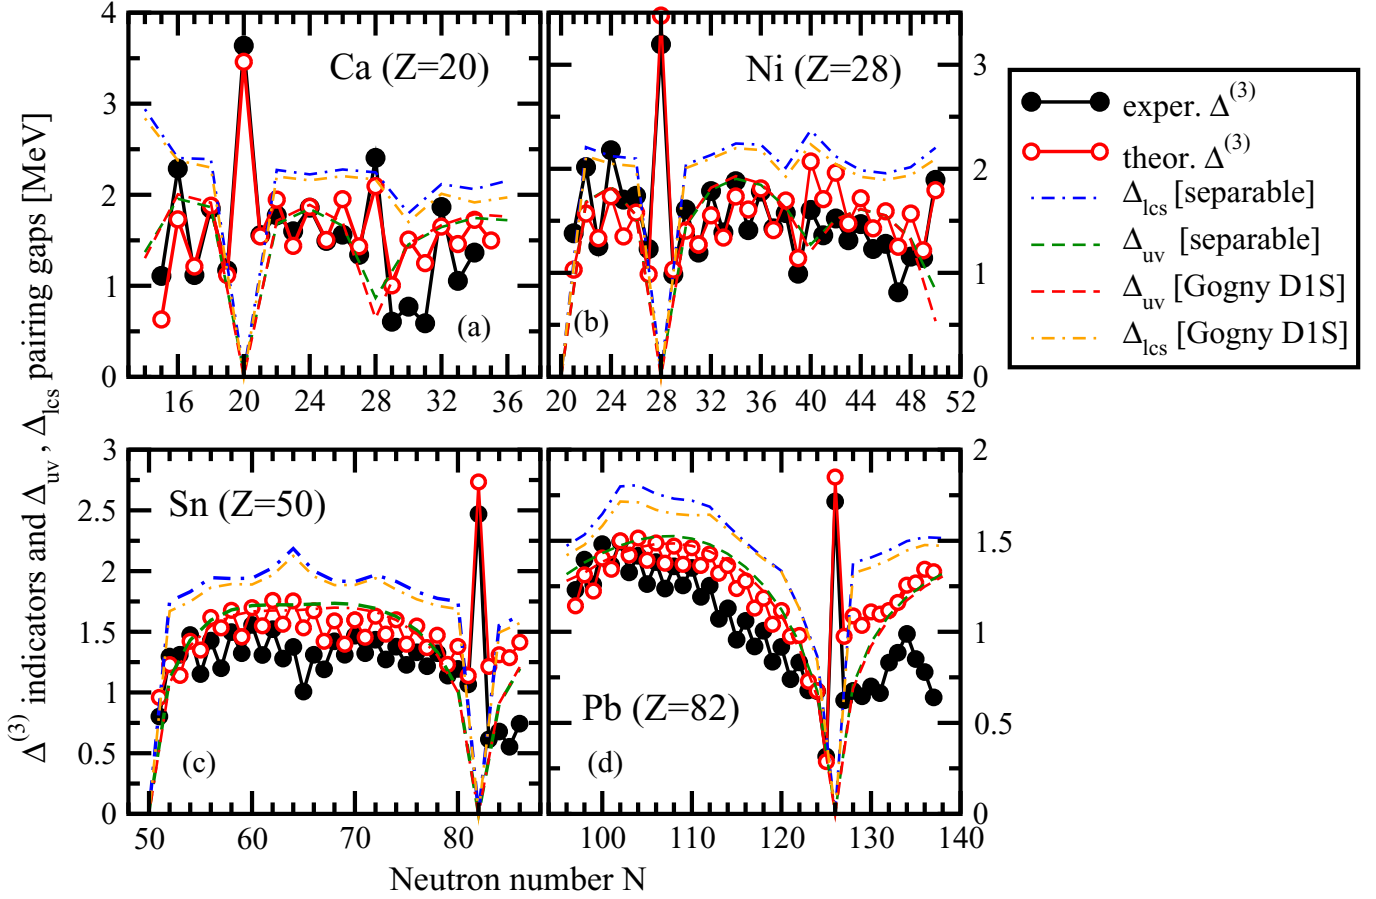 Δ(3) indicators and Δuv , Δlcs pairing gaps [MeV]
4
3
2
1
0
Ca (Z=20)
(a)
16 20 24 28 32 36
Ni (Z=28)
(b)
3
2
1
0
20 24 28 32 36 40 44 48 52
exper. Δ(3)
theor. Δ(3)
Δlcs [separable]
Δuv [separable]
Δuv [Gogny D1S]
Δlcs [Gogny D1S]
3
2.5
2
1.5
1
0.5
0
Sn (Z=50)
(c)
50 60 70 80
Pb (Z=82)
(d)
2
1.5
1
0.5
0
100 110 120 130 140
Neutron number N